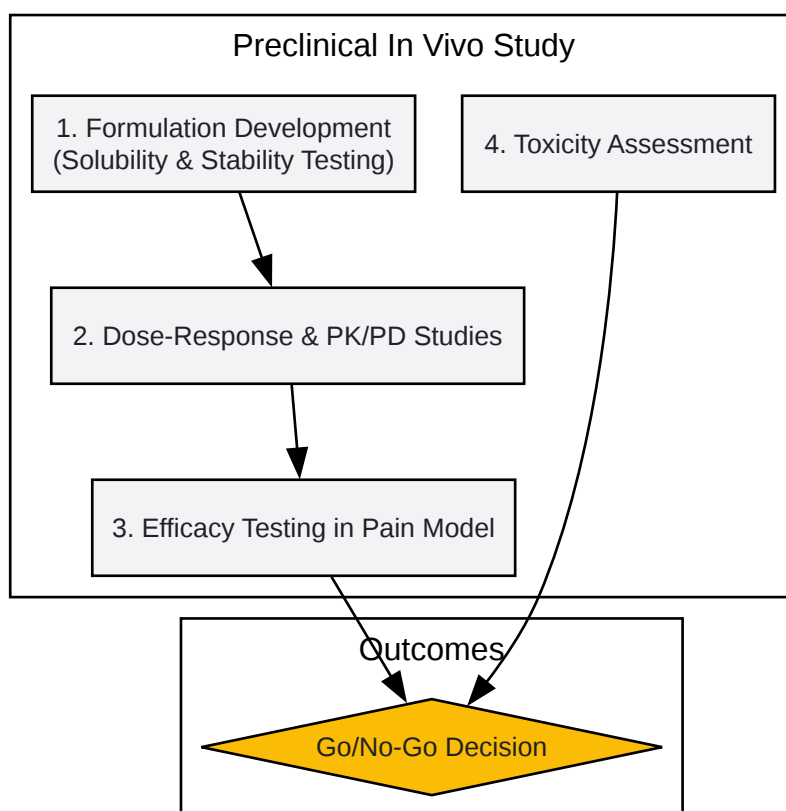 Preclinical In Vivo Study
1. Formulation Development
(Solubility & Stability Testing)
4. Toxicity Assessment
2. Dose-Response & PK/PD Studies
3. Efficacy Testing in Pain Model
Outcomes
Go/No-Go Decision